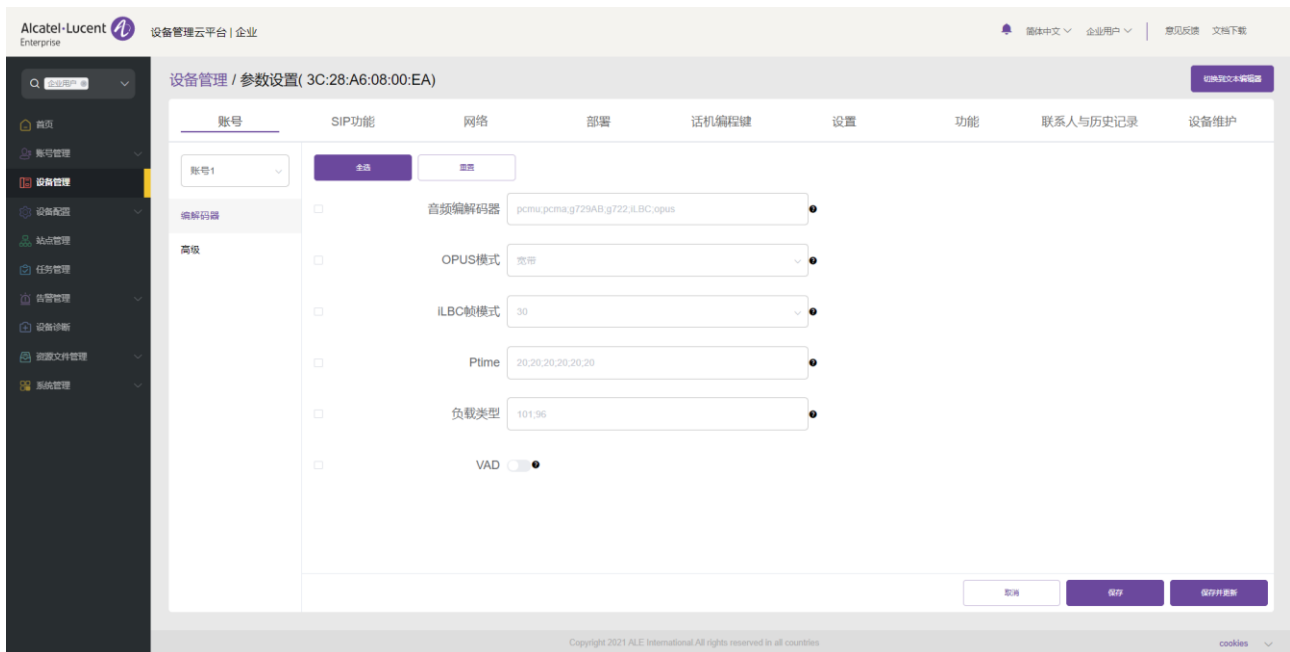 Alcatel·Lucent
Enterprise
设备管理云平台 | 企业
简体中文 企业用户 意见反馈 文档下载
企业用户
设备管理 / 参数设置( 3C:28:A6:08:00:EA)
切换到文本编辑器
首页
账号管理
设备管理
设备配置
站点管理
任务管理
告警管理
设备诊断
资源文件管理
系统管理
账号 SIP功能 网络 部署 话机编程键 设置 功能 联系人与历史记录 设备维护
账号1
编解码器
高级
全选 重置
音频编解码器 pcmu;pcma;g729AB;g722;iLBC;opus
OPUS模式 宽带
iLBC帧模式 30
Ptime 20;20;20;20;20;20
负载类型 101;96
VAD
取消 保存 保存并更新
Copyright 2021 ALE International.All rights reserved in all countries
cookies